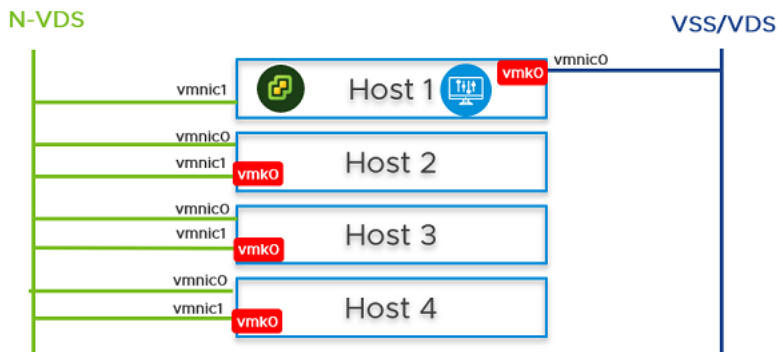 N-VDS
VSS/VDS
vmnic1
Host 1
vmk0
vmnic0
vmnic0
vmnic1
vmk0
Host 2
vmnic0
vmnic1
vmk0
Host 3
vmnic0
vmnic1
vmk0
Host 4